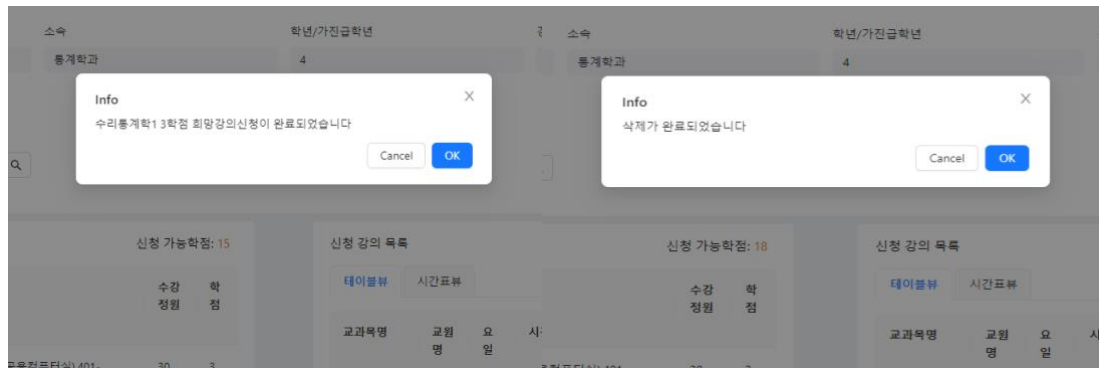 소속 학년/가진급학년
통계학과 4
Info
수리통계학1 3학점 희망강의신청이 완료되었습니다
Cancel OK
신청 가능학점: 15 신청 강의 목록
테이블뷰 시간표뷰
수강 학
정원 점
교과목명 교원 요
명 일
30 3
소속 학년/가진급학년
통계학과 4
Info
삭제가 완료되었습니다
Cancel OK
신청 가능학점: 18 신청 강의 목록
테이블뷰 시간표뷰
수강 학
정원 점
교과목명 교원 요
명 일